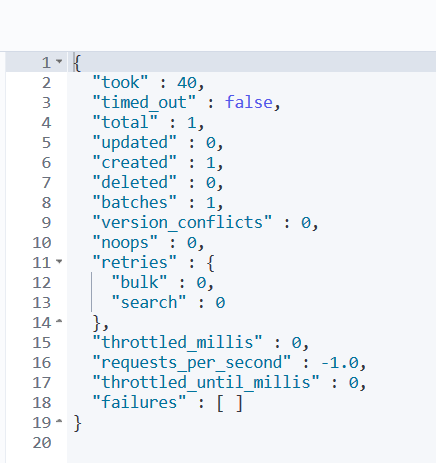 1 {
2 "took" : 40,
3 "timed_out" : false,
4 "total" : 1,
5 "updated" : 0,
6 "created" : 1,
7 "deleted" : 0,
8 "batches" : 1,
9 "version_conflicts" : 0,
10 "noops" : 0,
11 "retries" : {
12 "bulk" : 0,
13 "search" : 0
14 },
15 "throttled_millis" : 0,
16 "requests_per_second" : -1.0,
17 "throttled_until_millis" : 0,
18 "failures" : [ ]
19 }
20